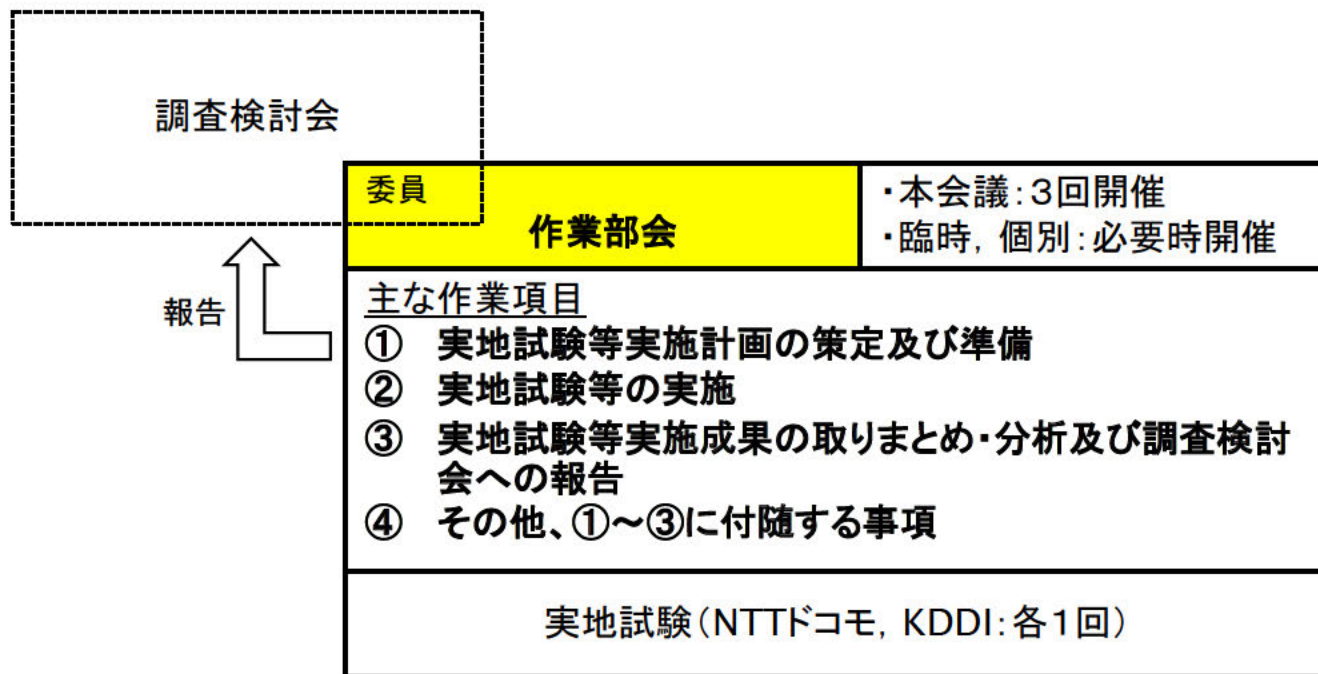 調査検討会
委員
作業部会
・本会議：３回開催
・臨時，個別：必要時開催
報告
主な作業項目
①　実地試験等実施計画の策定及び準備
②　実地試験等の実施
③　実地試験等実施成果の取りまとめ・分析及び調査検討
会への報告
④　その他、①～③に付随する事項
実地試験（NTTドコモ，KDDI：各１回）